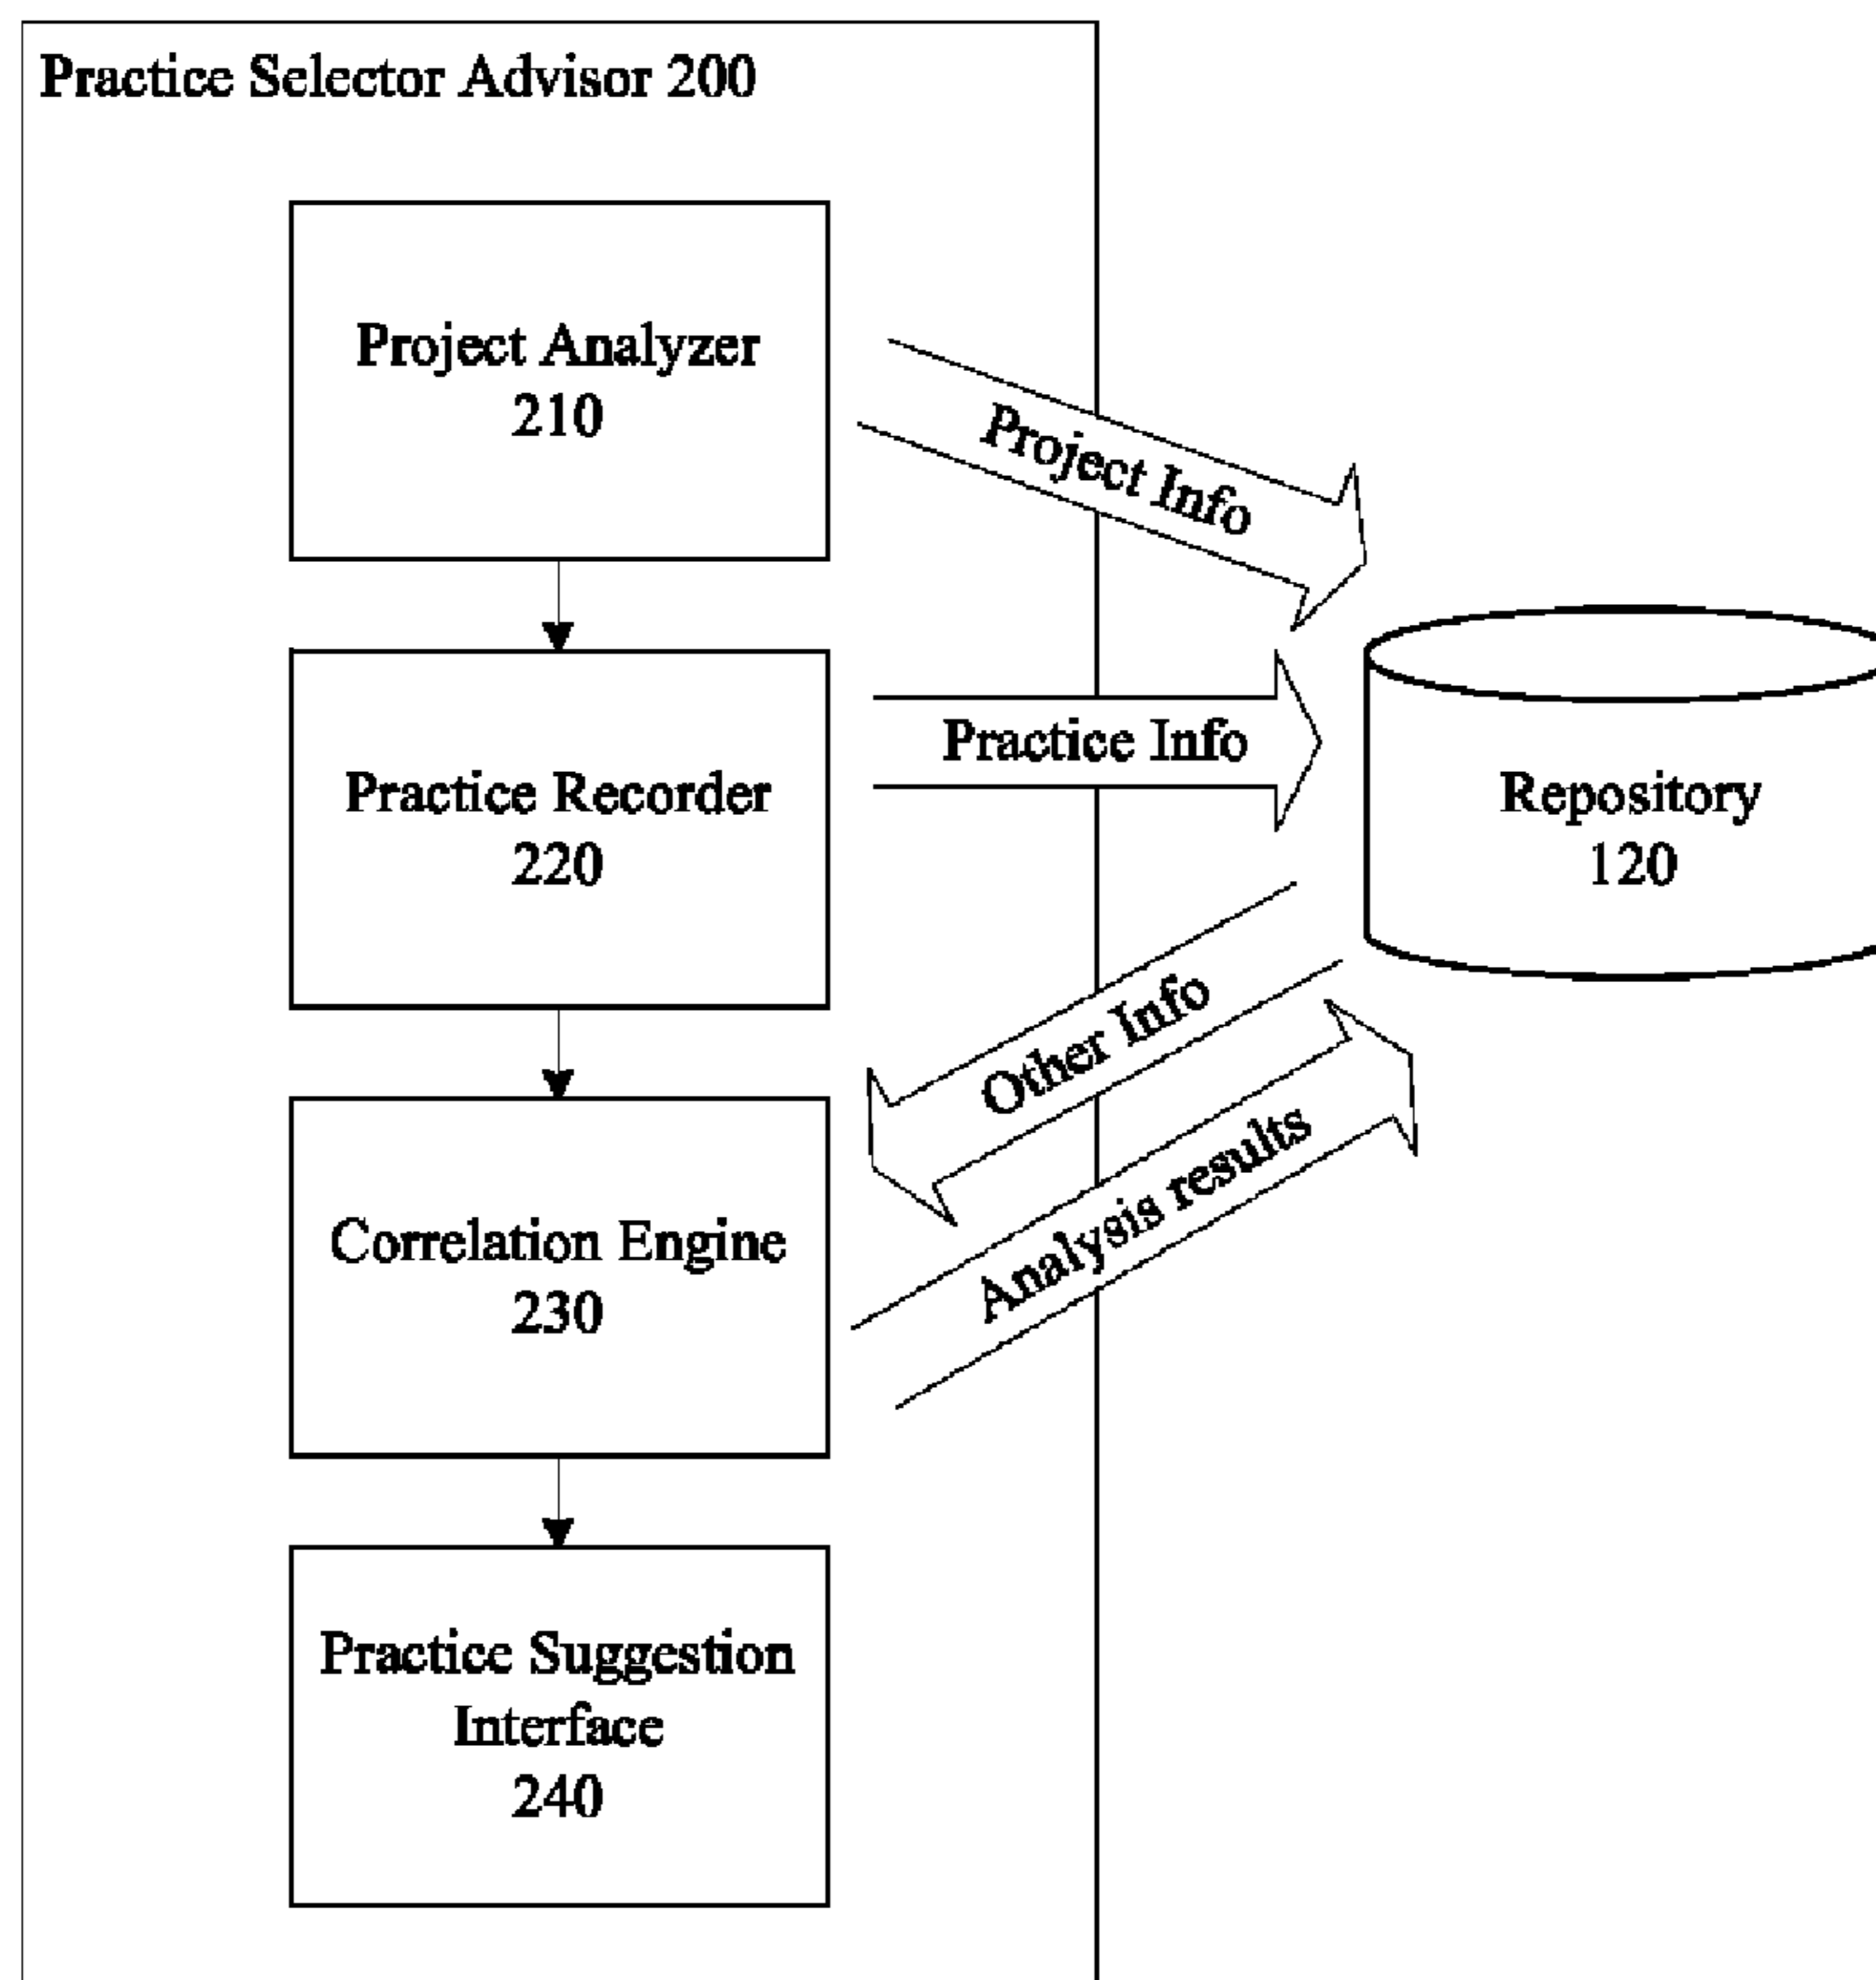 Practice Selector Advisor 200
Project Analyzer
210
Project Info
Practice Info
Practice Recorder
220
Repository
120
Other Info
Analysis results
Correlation Engine
230
Practice Suggestion
Interface
240